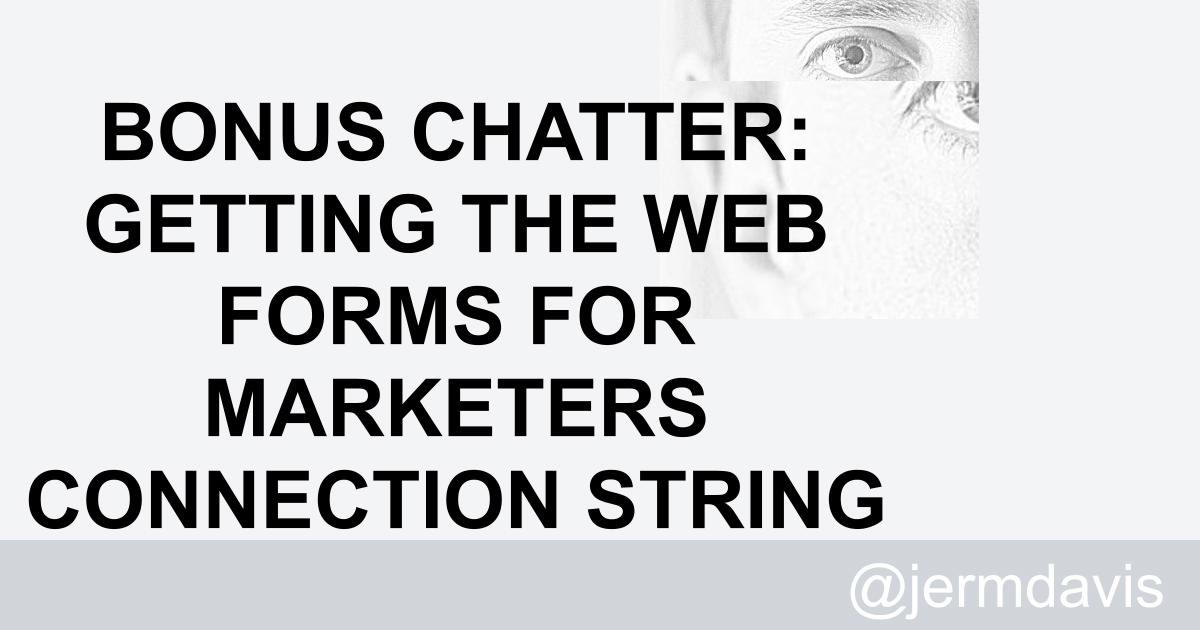 BONUS CHATTER:
GETTING THE WEB
FORMS FOR
MARKETERS
CONNECTION STRING
@jermdavis